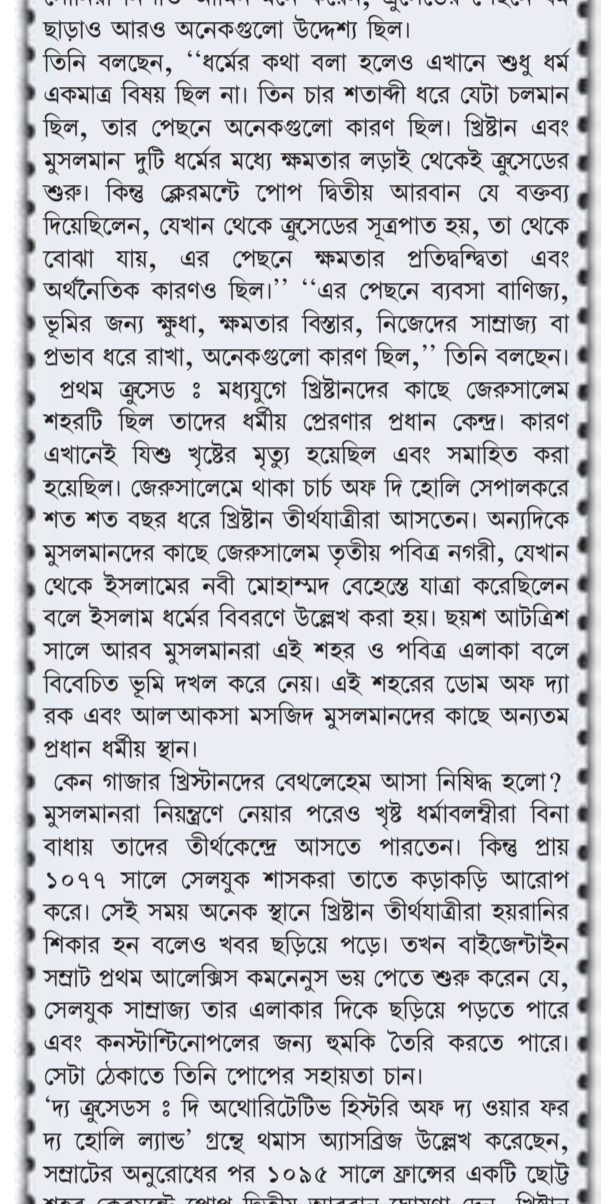 ছাড়াও আরও অনেকগুলো উদ্দেশ্য ছিল।
তিনি বলছেন, ‘‘ধর্মের কথা বলা হলেও এখানে শুধু ধর্ম
একমাত্র বিষয় ছিল না। তিন চার শতাব্দী ধরে যেটা চলমান
ছিল, তার পেছনে অনেকগুলো কারণ ছিল। খ্রিষ্টান এবং
মুসলমান দুটি ধর্মের মধ্যে ক্ষমতার লড়াই থেকেই ক্রুসেডের
শুরু। কিন্তু ক্লেরমন্টে পোপ দ্বিতীয় আরবান যে বক্তব্য
দিয়েছিলেন, যেখান থেকে ক্রুসেডের সূত্রপাত হয়, তা থেকে
বোঝা যায়, এর পেছনে ক্ষমতার প্রতিদ্বন্দ্বিতা এবং
অর্থনৈতিক কারণও ছিল।’’ ‘‘এর পেছনে ব্যবসা বাণিজ্য,
ভূমির জন্য ক্ষুধা, ক্ষমতার বিস্তার, নিজেদের সাম্রাজ্য বা
প্রভাব ধরে রাখা, অনেকগুলো কারণ ছিল,’’ তিনি বলছেন।
প্রথম ক্রুসেড ঃ মধ্যযুগে খ্রিষ্টানদের কাছে জেরুসালেম
শহরটি ছিল তাদের ধর্মীয় প্রেরণার প্রধান কেন্দ্র। কারণ
এখানেই যিশু খৃষ্টের মৃত্যু হয়েছিল এবং সমাহিত করা
হয়েছিল। জেরুসালেমে থাকা চার্চ অফ দি হোলি সেপালকরে
শত শত বছর ধরে খ্রিষ্টান তীর্থযাত্রীরা আসতেন। অন্যদিকে
মুসলমানদের কাছে জেরুসালেম তৃতীয় পবিত্র নগরী, যেখান
থেকে ইসলামের নবী মোহাম্মদ বেহেস্তে যাত্রা করেছিলেন
বলে ইসলাম ধর্মের বিবরণে উল্লেখ করা হয়। ছয়শ আটত্রিশ
সালে আরব মুসলমানরা এই শহর ও পবিত্র এলাকা বলে
বিবেচিত ভূমি দখল করে নেয়। এই শহরের ডোম অফ দ্যা
রক এবং আল আকসা মসজিদ মুসলমানদের কাছে অন্যতম
প্রধান ধর্মীয় স্থান।
কেন গাজার খ্রিস্টানদের বেথলেহেম আসা নিষিদ্ধ হলো?
মুসলমানরা নিয়ন্ত্রণে নেয়ার পরেও খৃষ্ট ধর্মাবলম্বীরা বিনা
বাধায় তাদের তীর্থকেন্দ্রে আসতে পারতেন। কিন্তু প্রায়
১০৭৭ সালে সেলযুক শাসকরা তাতে কড়াকড়ি আরোপ
করে। সেই সময় অনেক স্থানে খ্রিষ্টান তীর্থযাত্রীরা হয়রানির
শিকার হন বলেও খবর ছড়িয়ে পড়ে। তখন বাইজেন্টাইন
সম্রাট প্রথম আলেক্সিস কমনেনুস ভয় পেতে শুরু করেন যে,
সেলযুক সাম্রাজ্য তার এলাকার দিকে ছড়িয়ে পড়তে পারে
এবং কনস্টান্টিনোপলের জন্য হুমকি তৈরি করতে পারে।
সেটা ঠেকাতে তিনি পোপের সহায়তা চান।
‘দ্য ক্রুসেডস ঃ দি অথোরিটেটিভ হিস্টরি অফ দ্য ওয়ার ফর
দ্য হোলি ল্যান্ড’ গ্রন্থে থমাস অ্যাসব্রিজ উল্লেখ করেছেন,
সম্রাটের অনুরোধের পর ১০৯৫ সালে ফ্রান্সের একটি ছোট্ট